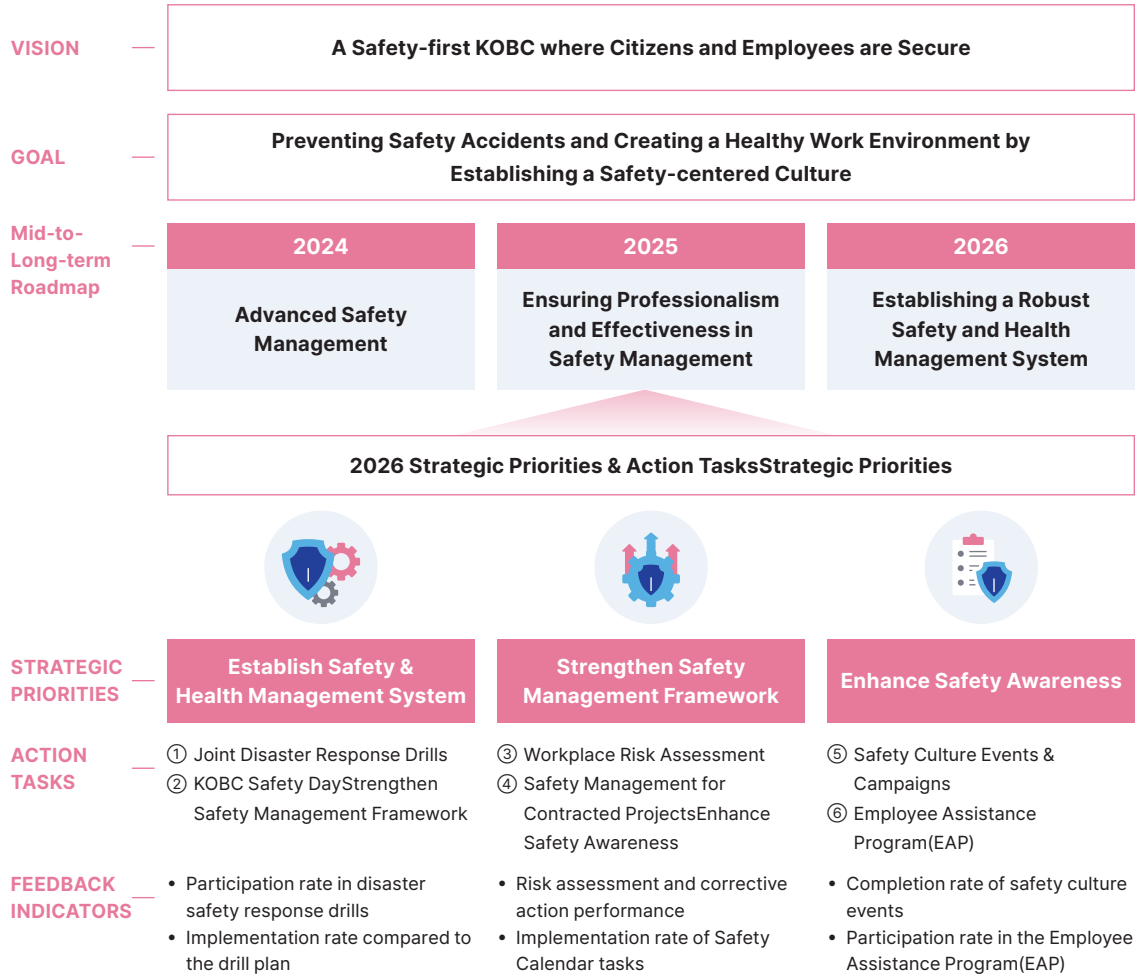 VISION
A Safety-first KOBC where Citizens and Employees are Secure
GOAL
Preventing Safety Accidents and Creating a Healthy Work Environment by
Establishing a Safety-centered Culture
Mid-to-
Long-term
Roadmap
2024
Advanced Safety
Management
2025
Ensuring Professionalism
and Effectiveness in
Safety Management
2026
Establishing a Robust
Safety and Health
Management System
2026 Strategic Priorities & Action TasksStrategic Priorities
STRATEGIC
PRIORITIES
Establish Safety &
Health Management System
Strengthen Safety
Management Framework
Enhance Safety Awareness
ACTION
TASKS
① Joint Disaster Response Drills
② KOBC Safety DayStrengthen
Safety Management Framework
③ Workplace Risk Assessment
④ Safety Management for
Contracted ProjectsEnhance
Safety Awareness
⑤ Safety Culture Events &
Campaigns
⑥ Employee Assistance
Program(EAP)
FEEDBACK
INDICATORS
• Participation rate in disaster
safety response drills
• Implementation rate compared to
the drill plan
• Risk assessment and corrective
action performance
• Implementation rate of Safety
Calendar tasks
• Completion rate of safety culture
events
• Participation rate in the Employee
Assistance Program(EAP)